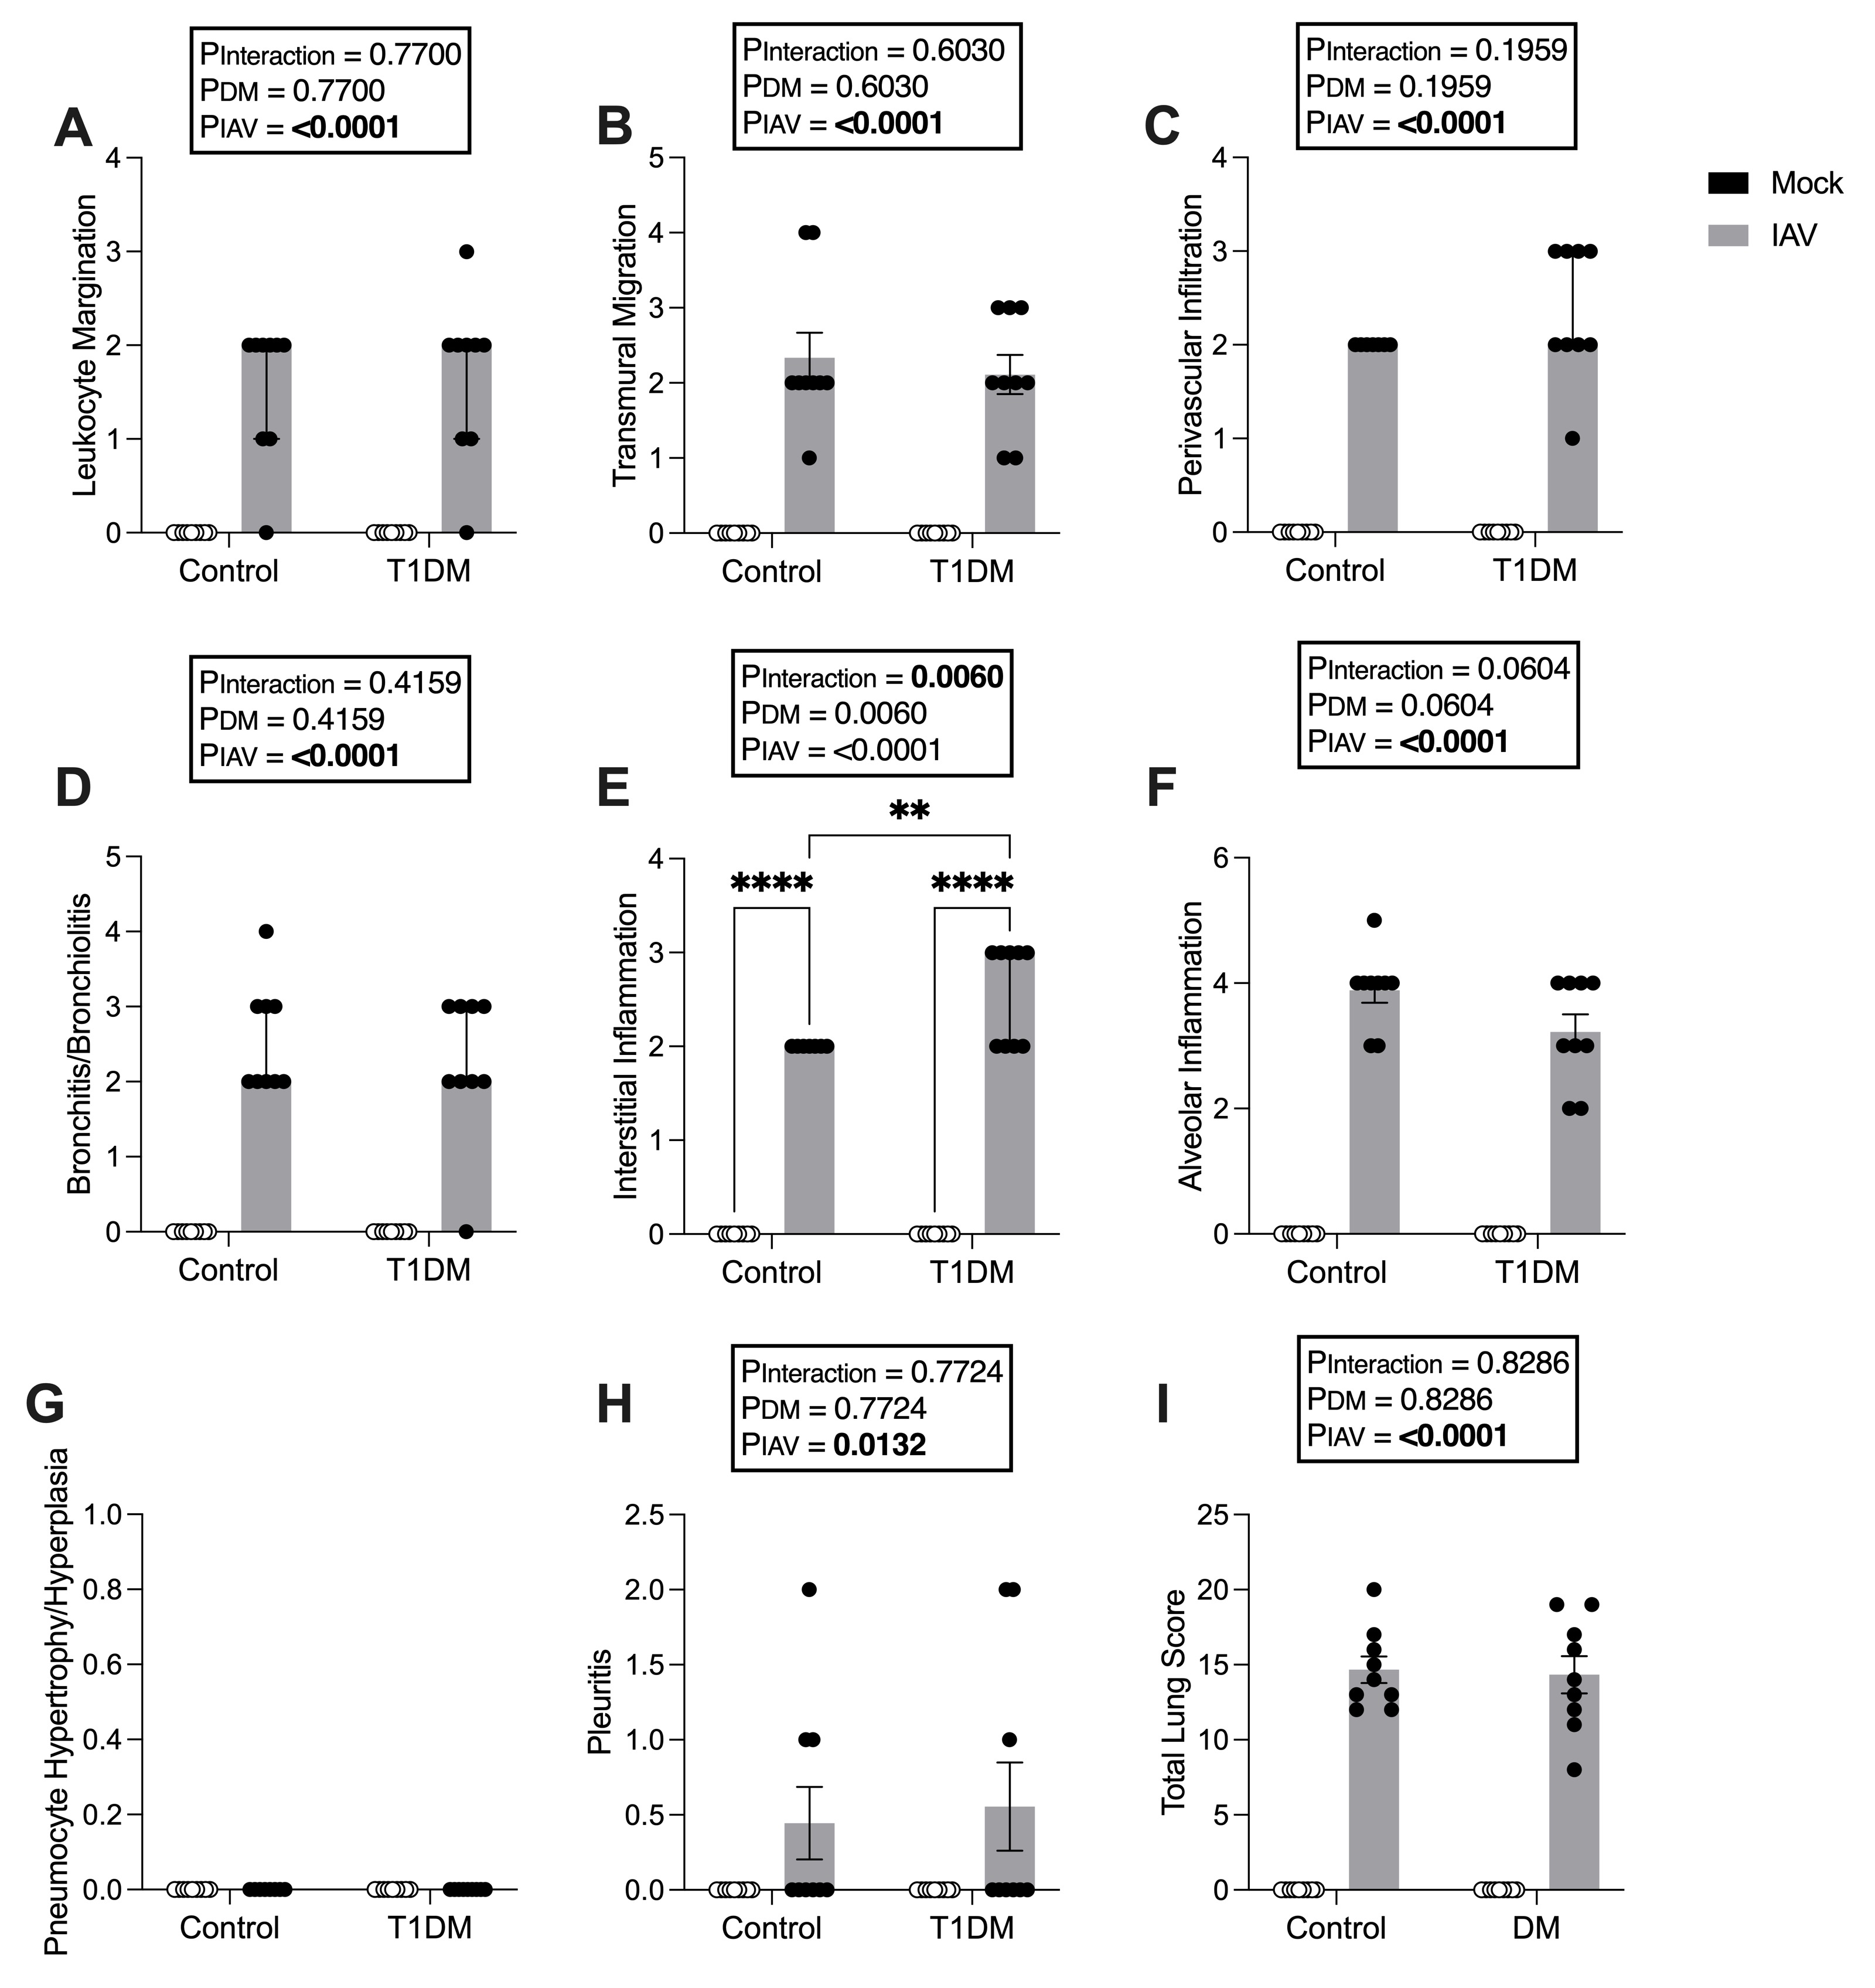 PInteraction = 0.7700
PDM = 0.7700
PIAV = <0.0001
A
Leukocyte Margination
4
3
2
1
0
Control
T1DM
PInteraction = 0.6030
PDM = 0.6030
PIAV = <0.0001
B
Transmural Migration
5
4
3
2
1
0
Control
T1DM
PInteraction = 0.1959
PDM = 0.1959
PIAV = <0.0001
C
Perivascular Infiltration
4
3
2
1
0
Control
T1DM
Mock
IAV
PInteraction = 0.4159
PDM = 0.4159
PIAV = <0.0001
D
Bronchitis/Bronchiolitis
5
4
3
2
1
0
Control
T1DM
PInteraction = 0.0060
PDM = 0.0060
PIAV = <0.0001
E
**
****
****
Interstitial Inflammation
4
3
2
1
0
Control
T1DM
PInteraction = 0.0604
PDM = 0.0604
PIAV = <0.0001
F
Alveolar Inflammation
6
4
2
0
Control
T1DM
G
Pneumocyte Hypertrophy/Hyperplasia
1.0
0.8
0.6
0.4
0.2
0.0
Control
T1DM
PInteraction = 0.7724
PDM = 0.7724
PIAV = 0.0132
H
Pleuritis
2.5
2.0
1.5
1.0
0.5
0.0
Control
T1DM
PInteraction = 0.8286
PDM = 0.8286
PIAV = <0.0001
I
Total Lung Score
25
20
15
10
5
0
Control
DM